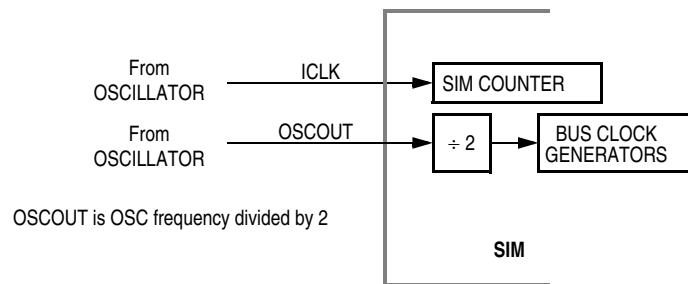 From
OSCILLATOR
ICLK
SIM COUNTER
From
OSCILLATOR
OSCOUT
÷ 2
BUS CLOCK
GENERATORS
OSCOUT is OSC frequency divided by 2
SIM